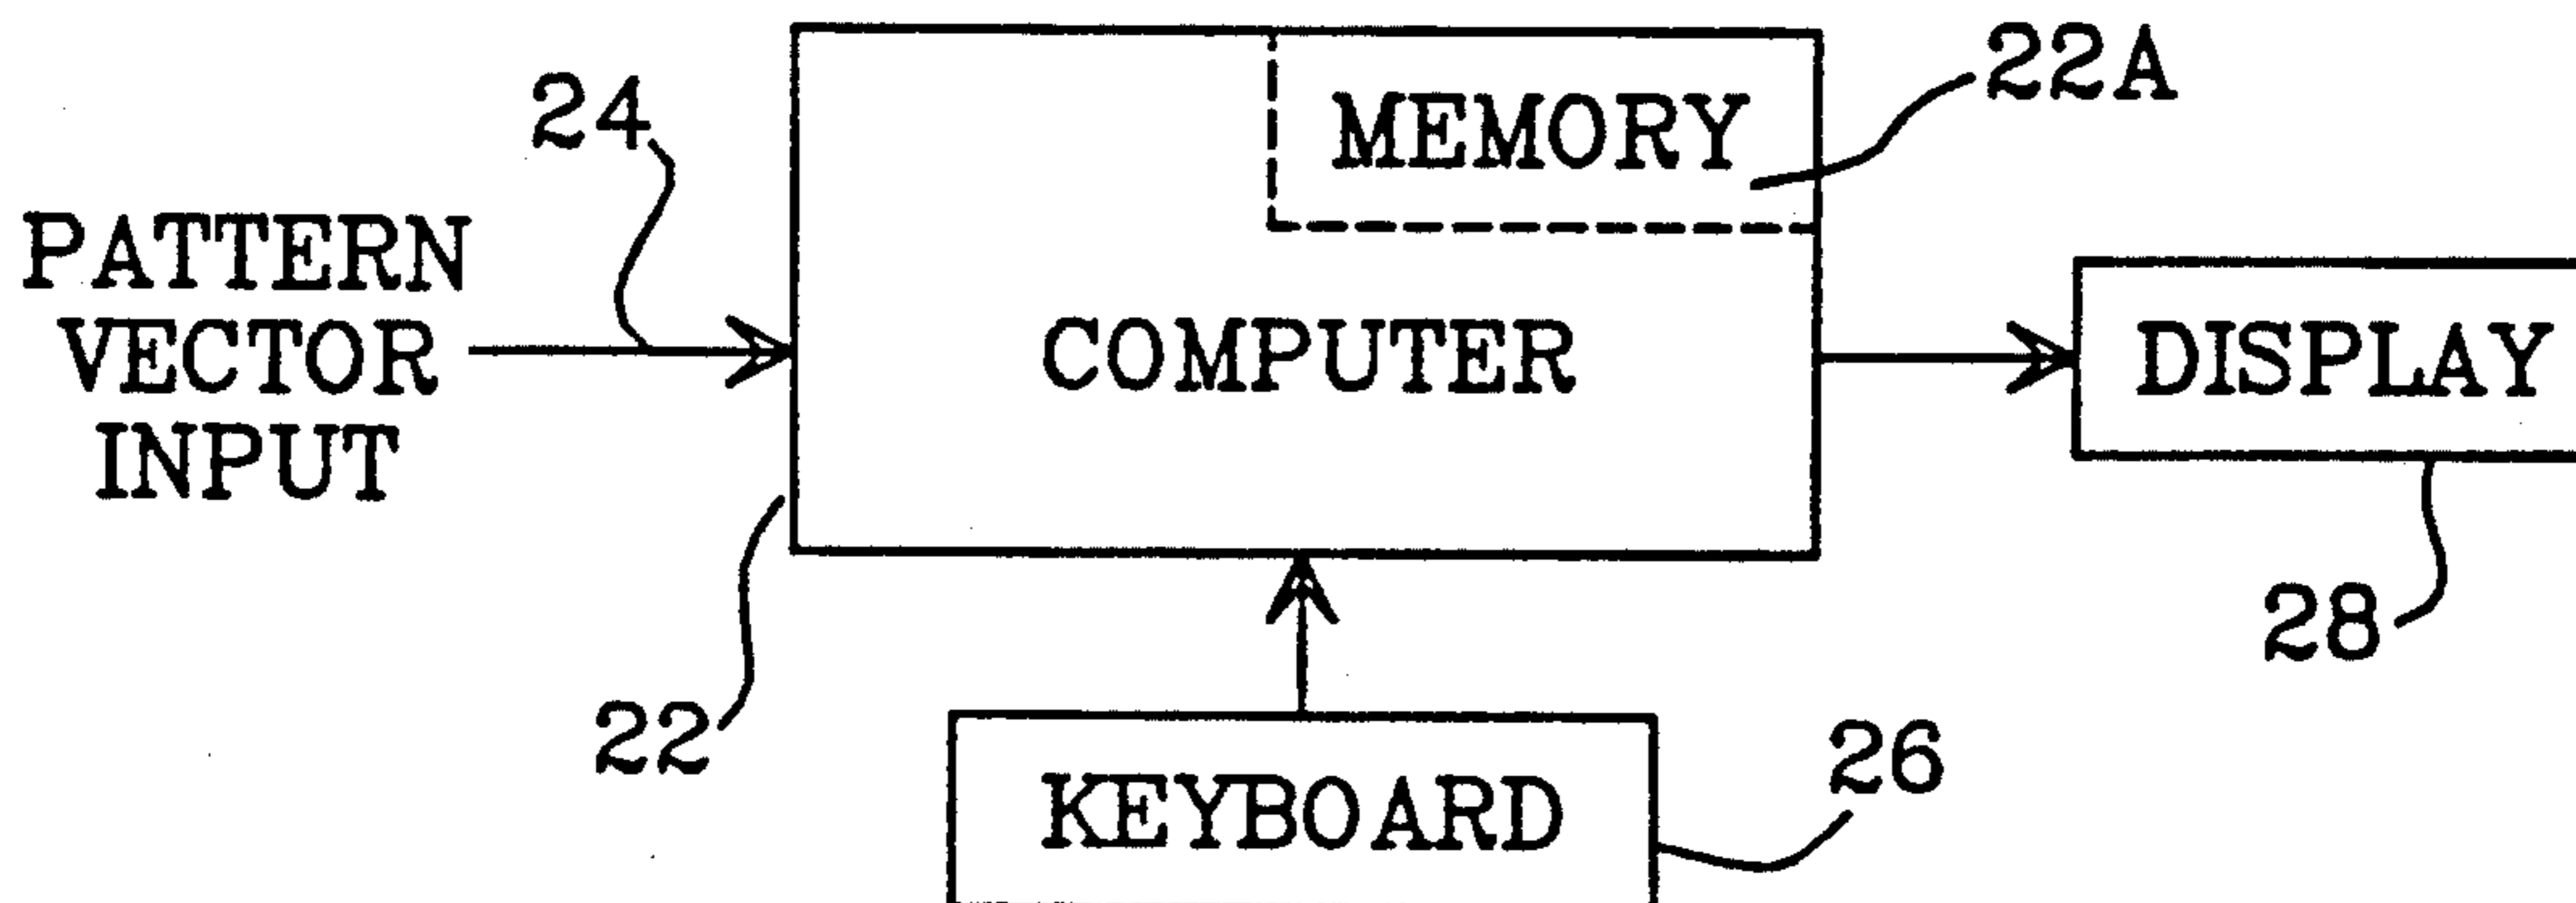 22A
24
MEMORY
PATTERN
VECTOR
INPUT
COMPUTER
DISPLAY
28
22
26
KEYBOARD